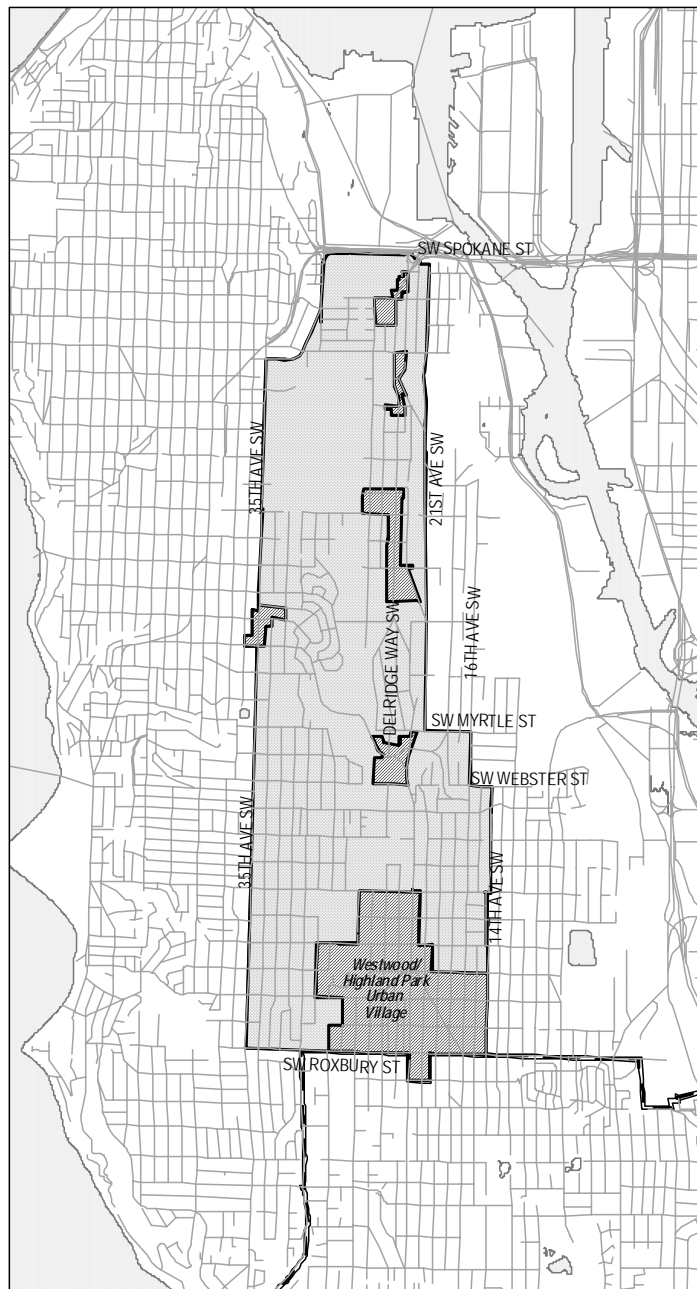 SW SPOKANE ST
35TH AVE SW
21ST AVE SW
16TH AVE SW
DELRIDGE WAY SW
SW MYRTLE ST
SW WEBSTER ST
35TH AVE SW
14TH AVE SW
Westwood/
Highland Park
Urban
Village
SW ROXBURY ST